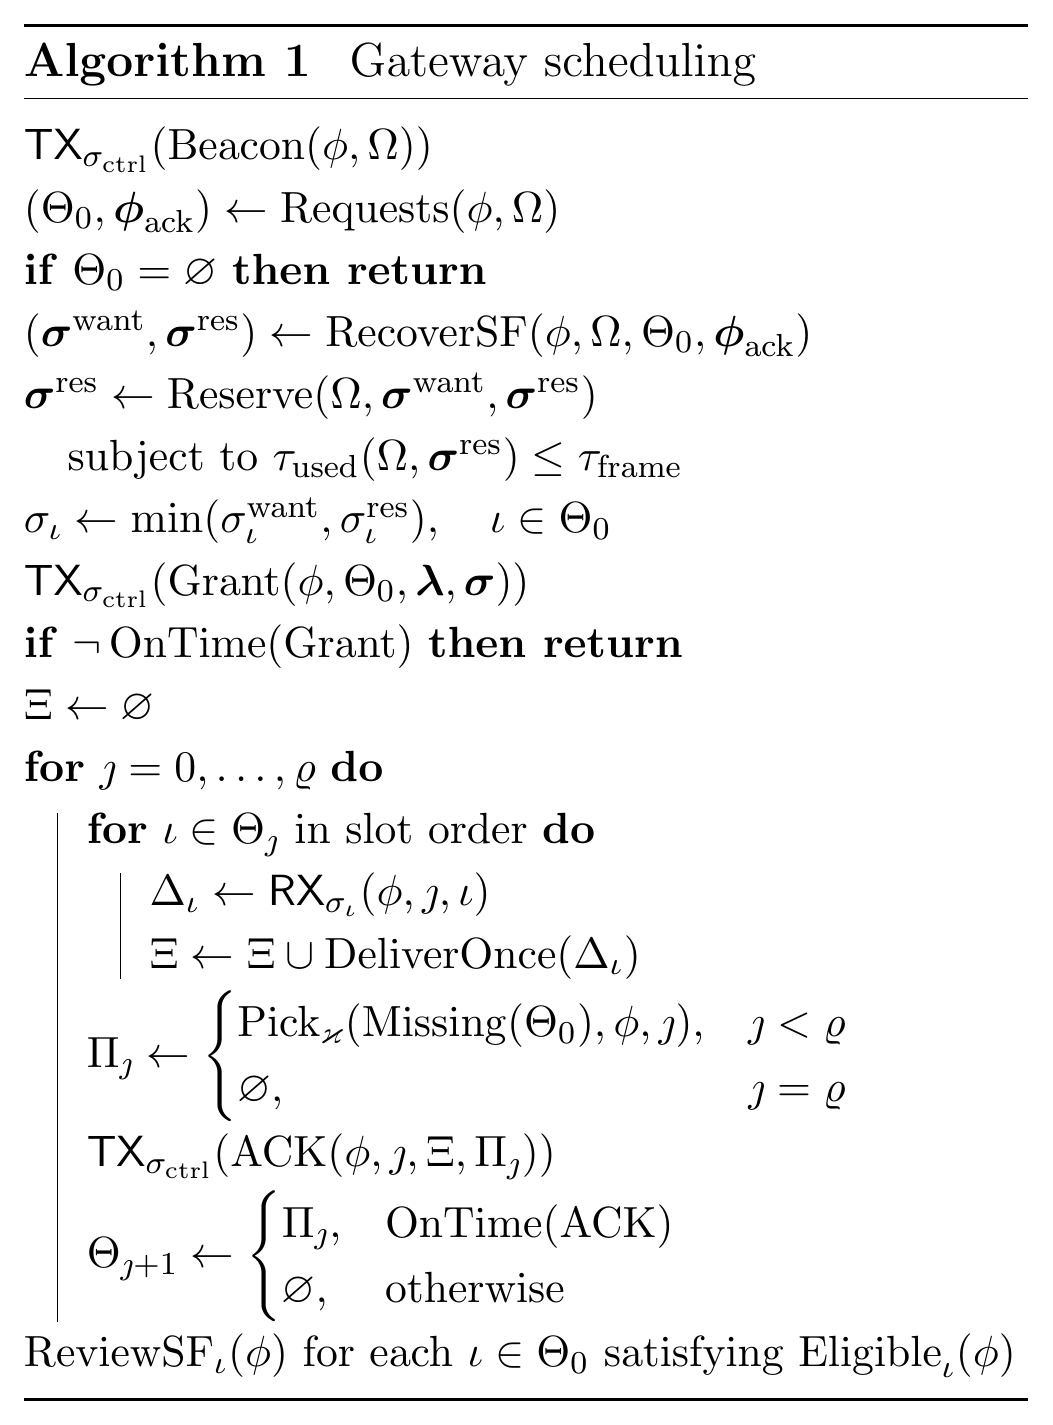 Algorithm 1 Gateway scheduling
TX_{σ_ctrl}(Beacon(ϕ, Ω))
(Θ_0, ϕ_ack) ← Requests(ϕ, Ω)
if Θ_0 = ∅ then return
(σ^want, σ^res) ← RecoverSF(ϕ, Ω, Θ_0, ϕ_ack)
σ^res ← Reserve(Ω, σ^want, σ^res)
subject to τ_used(Ω, σ^res) ≤ τ_frame
σ_ι ← min(σ_ι^want, σ_ι^res), ι ∈ Θ_0
TX_{σ_ctrl}(Grant(ϕ, Θ_0, λ, σ))
if ¬ OnTime(Grant) then return
Ξ ← ∅
for ȷ = 0, . . . , ϱ do
for ι ∈ Θ_ȷ in slot order do
Δ_ι ← RX_{σ_ι}(ϕ, ȷ, ι)
Ξ ← Ξ ∪ DeliverOnce(Δ_ι)
Π_ȷ ← { Pick_ϰ(Missing(Θ_0), ϕ, ȷ), ȷ < ϱ
∅, ȷ = ϱ
TX_{σ_ctrl}(ACK(ϕ, ȷ, Ξ, Π_ȷ))
Θ_{ȷ+1} ← { Π_ȷ, OnTime(ACK)
∅, otherwise
ReviewSF_ι(ϕ) for each ι ∈ Θ_0 satisfying Eligible_ι(ϕ)